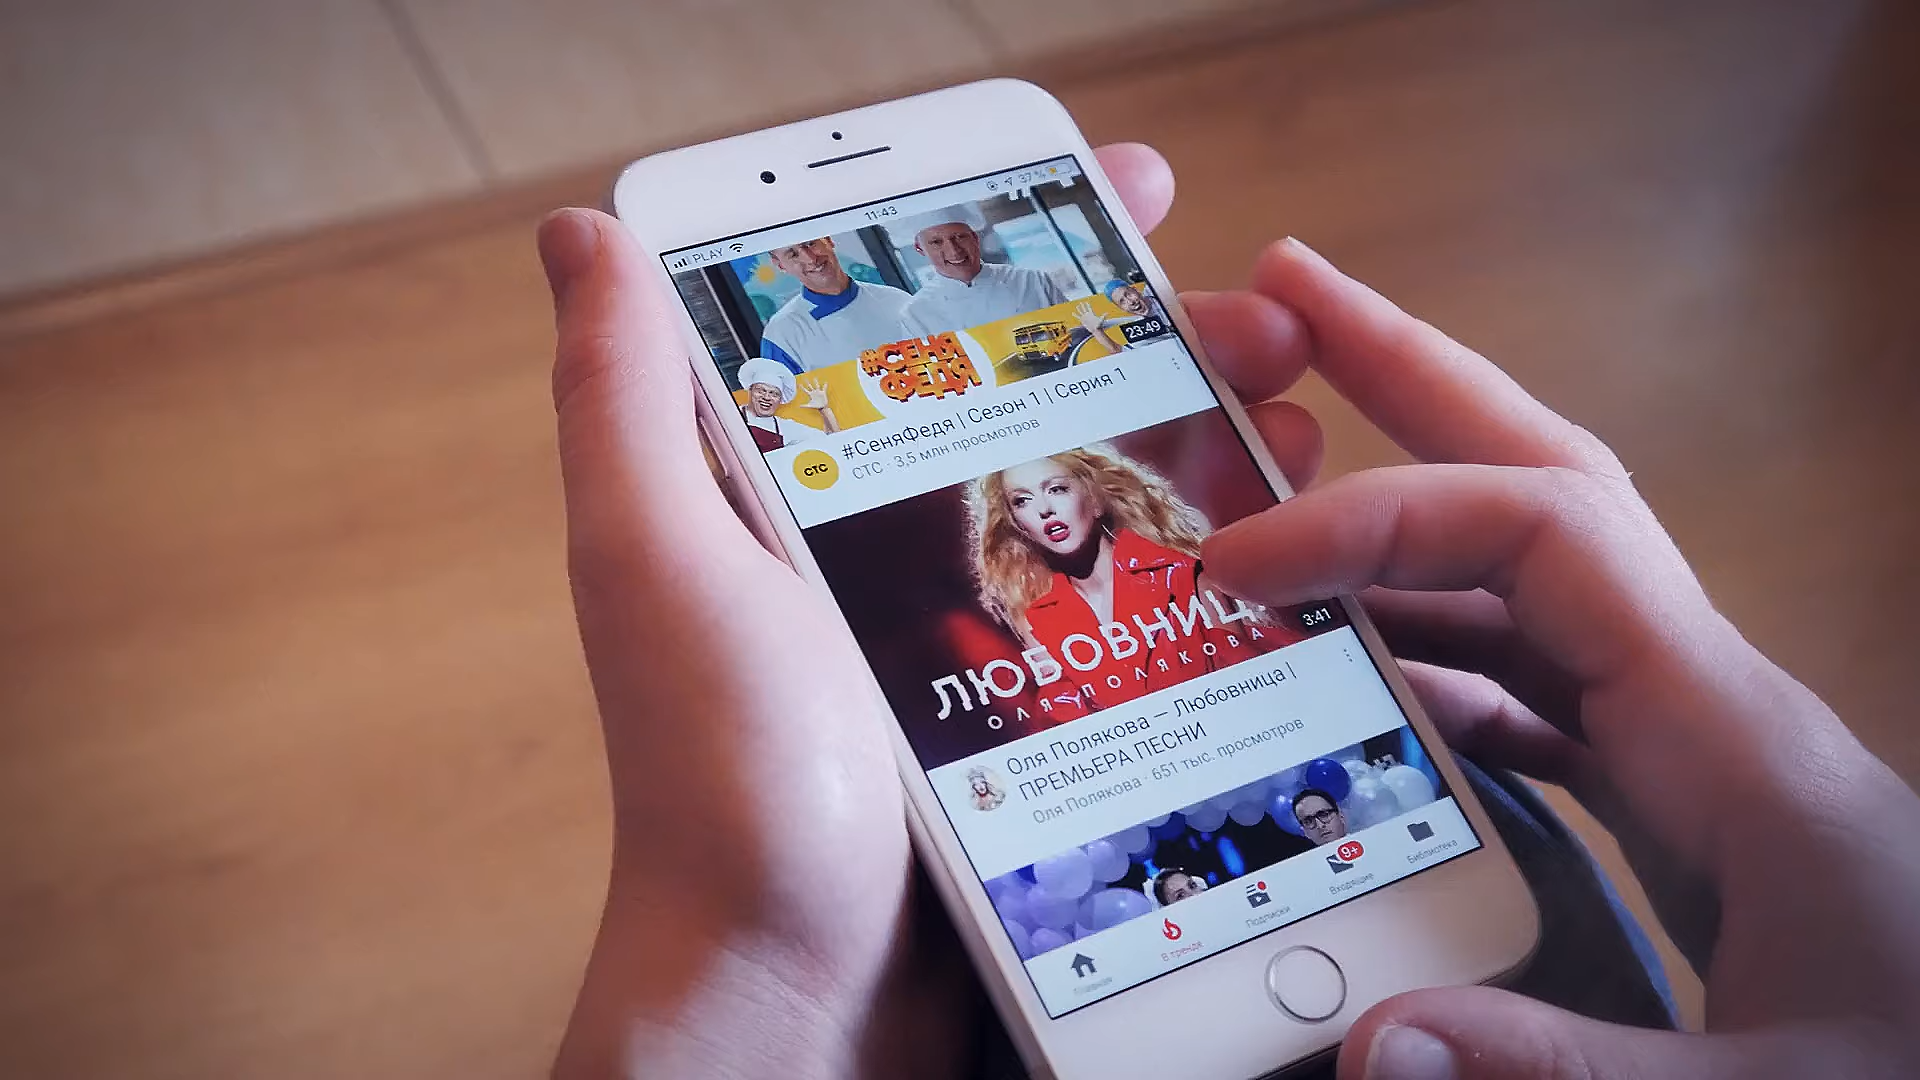 PLAY 11:43 37 %
#СЕНЯ
ФЕДЯ
23:49
СТС
#СеняФедя | Сезон 1 | Серия 1
СТС · 3,5 млн просмотров
ЛЮБОВНИЦ
ОЛЯ ПОЛЯКОВА
3:41
Оля Полякова — Любовница |
ПРЕМЬЕРА ПЕСНИ
Оля Полякова · 651 тыс. просмотров
Главная
В тренде
Подписки
9+
Входящие
Библиотека